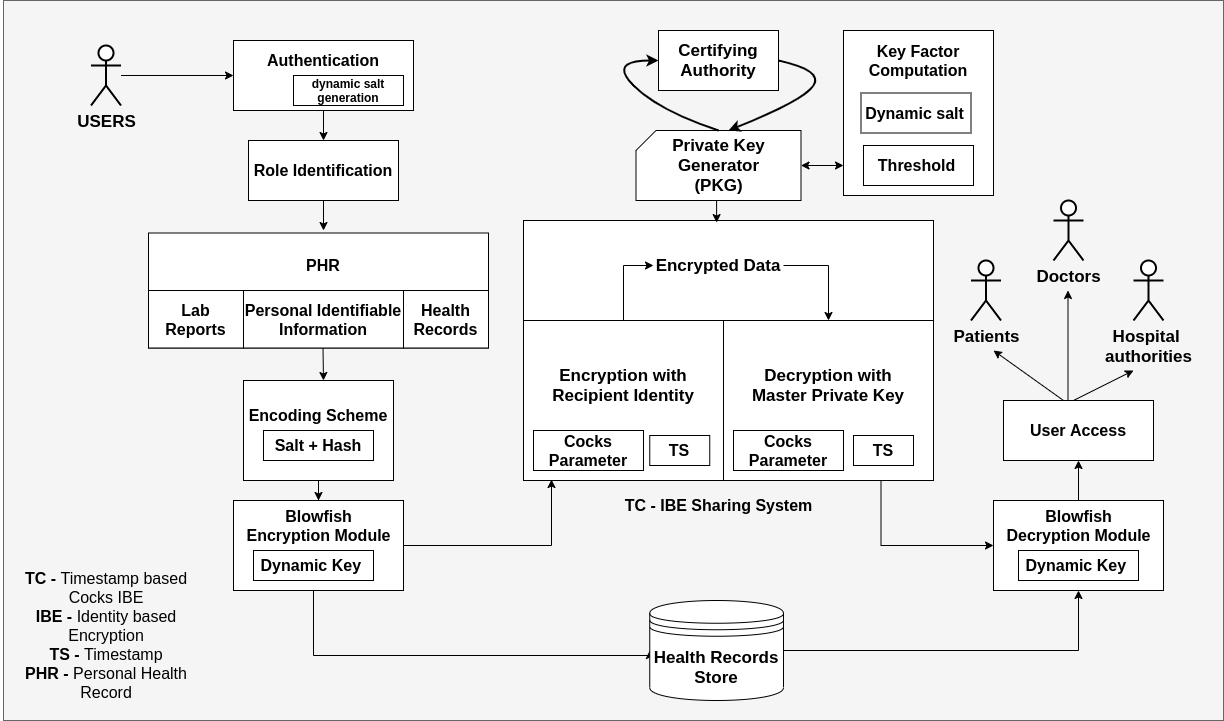 USERS
Authentication
dynamic salt
generation
Role Identification
PHR
Lab
Reports
Personal Identifiable
Information
Health
Records
Encoding Scheme
Salt + Hash
Blowfish
Encryption Module
Dynamic Key
TC - Timestamp based
Cocks IBE
IBE - Identity based
Encryption
TS - Timestamp
PHR - Personal Health
Record
Certifying
Authority
Key Factor
Computation
Dynamic salt
Threshold
Private Key
Generator
(PKG)
Encrypted Data
Encryption with
Recipient Identity
Cocks
Parameter
TS
Decryption with
Master Private Key
Cocks
Parameter
TS
TC - IBE Sharing System
Health Records
Store
Patients
Doctors
Hospital
authorities
User Access
Blowfish
Decryption Module
Dynamic Key